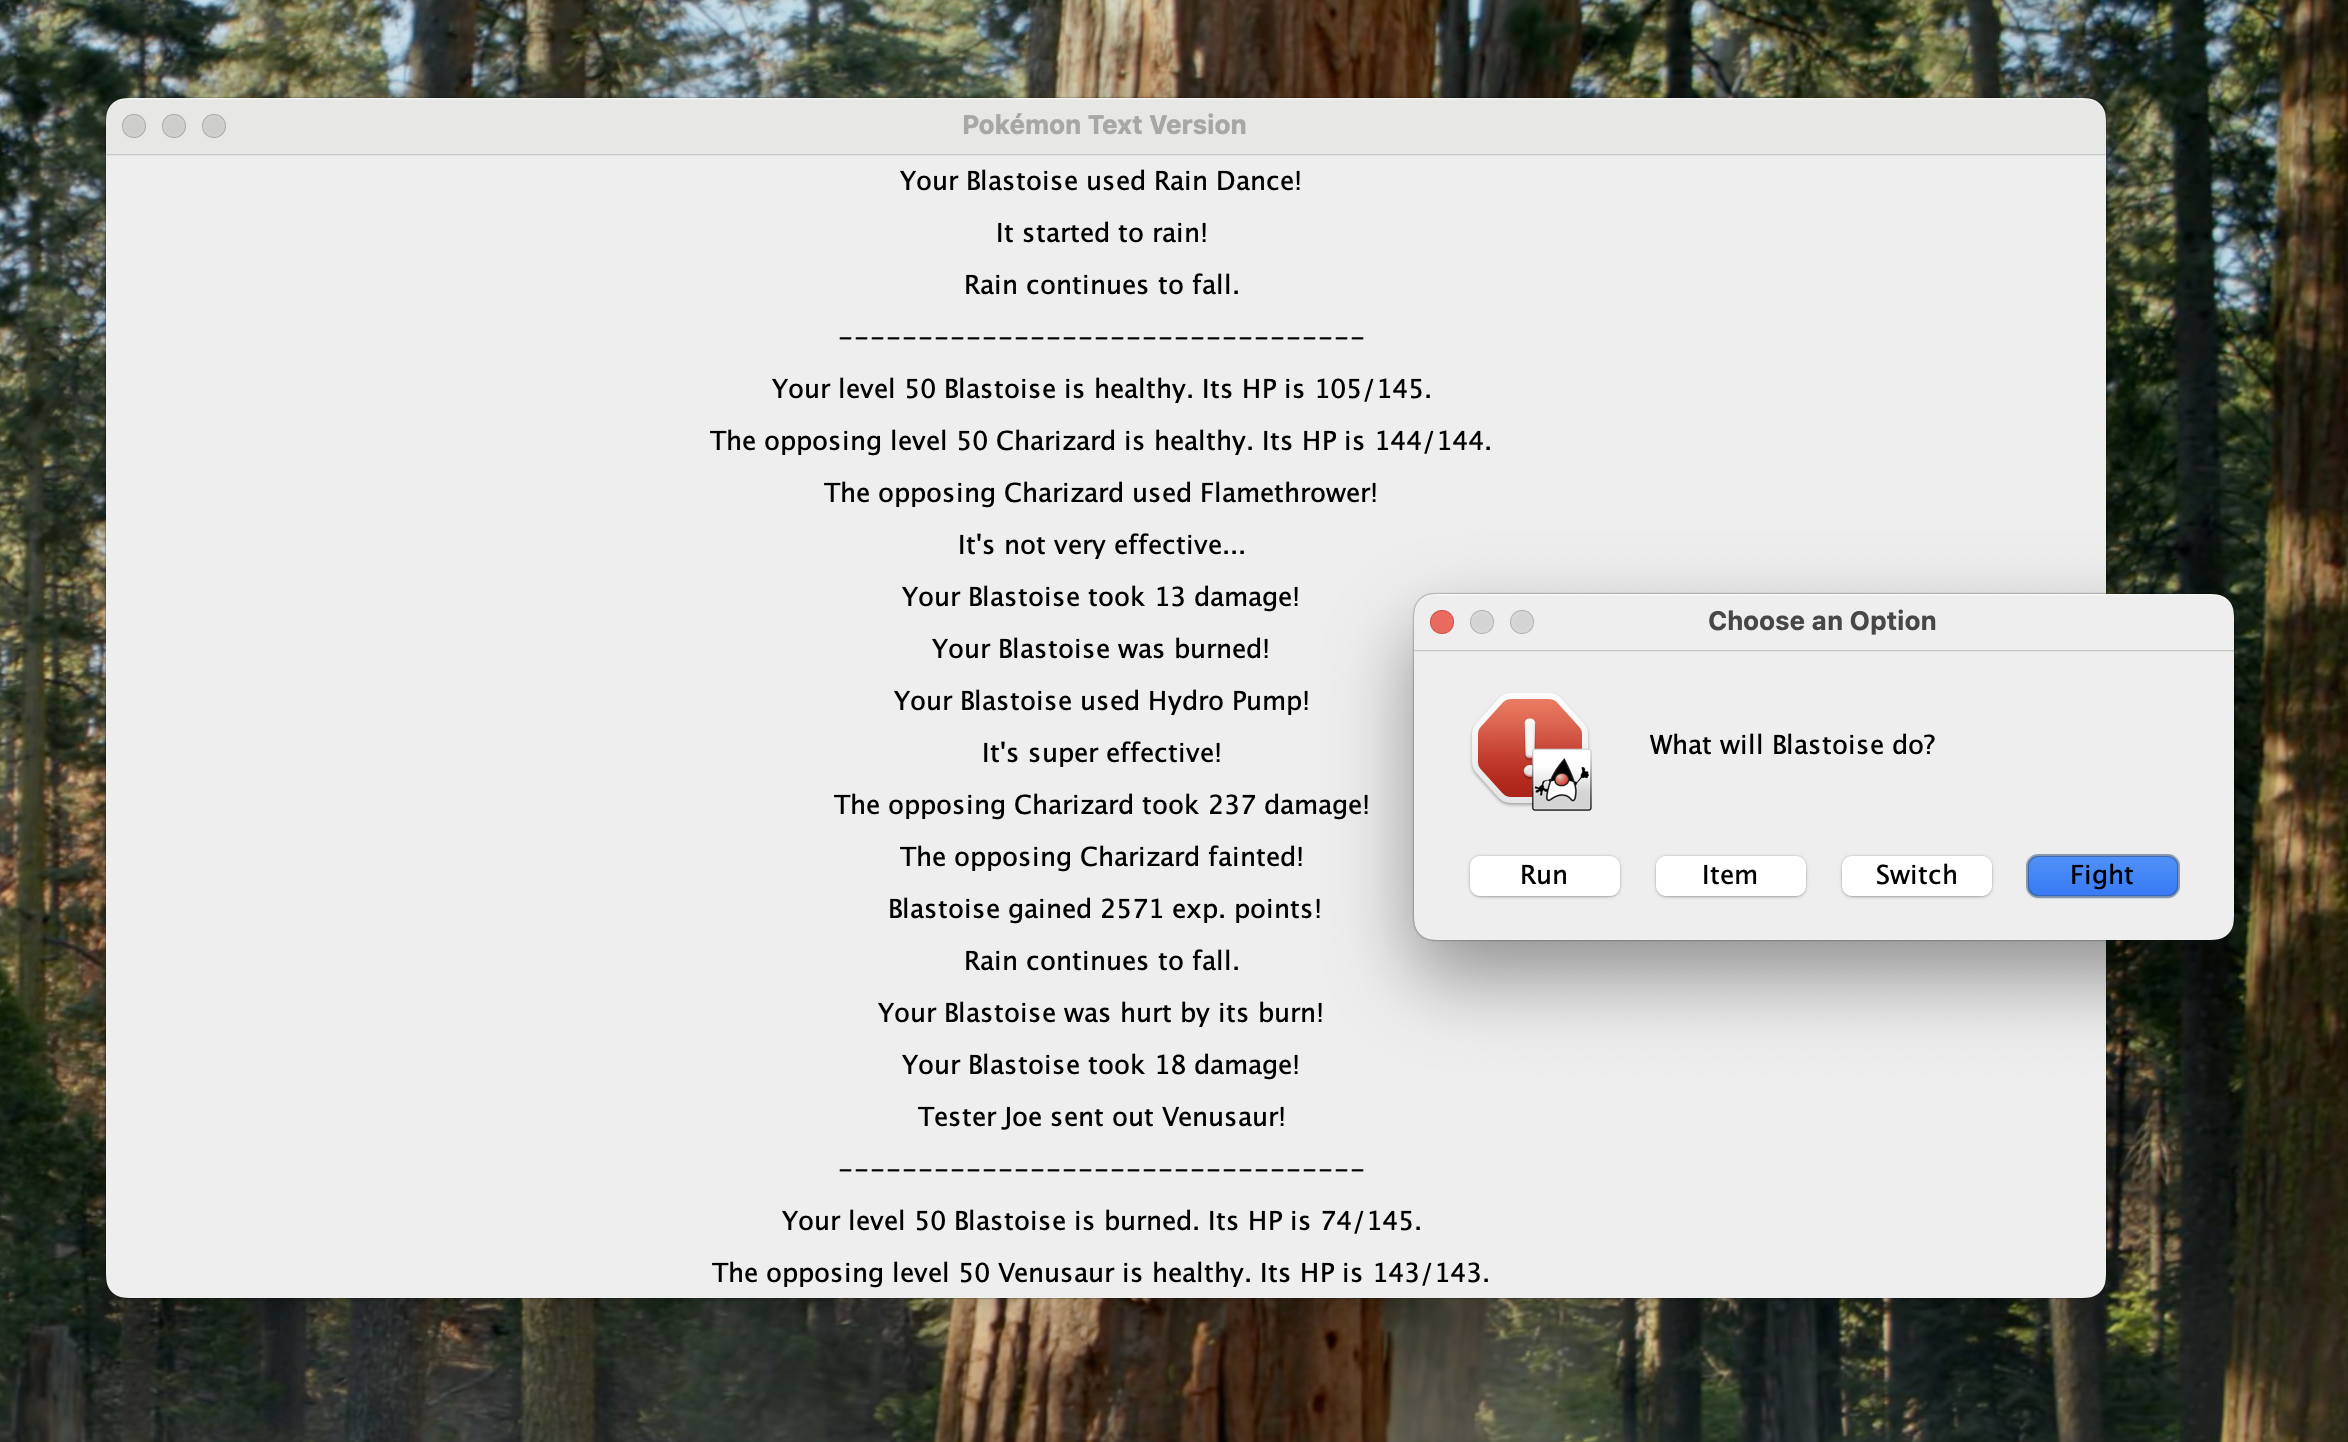 Pokémon Text Version
Your Blastoise used Rain Dance!
It started to rain!
Rain continues to fall.
---------------------------------
Your level 50 Blastoise is healthy. Its HP is 105/145.
The opposing level 50 Charizard is healthy. Its HP is 144/144.
The opposing Charizard used Flamethrower!
It's not very effective...
Your Blastoise took 13 damage!
Your Blastoise was burned!
Your Blastoise used Hydro Pump!
It's super effective!
The opposing Charizard took 237 damage!
The opposing Charizard fainted!
Blastoise gained 2571 exp. points!
Rain continues to fall.
Your Blastoise was hurt by its burn!
Your Blastoise took 18 damage!
Tester Joe sent out Venusaur!
---------------------------------
Your level 50 Blastoise is burned. Its HP is 74/145.
The opposing level 50 Venusaur is healthy. Its HP is 143/143.
Choose an Option
What will Blastoise do?
Run Item Switch Fight